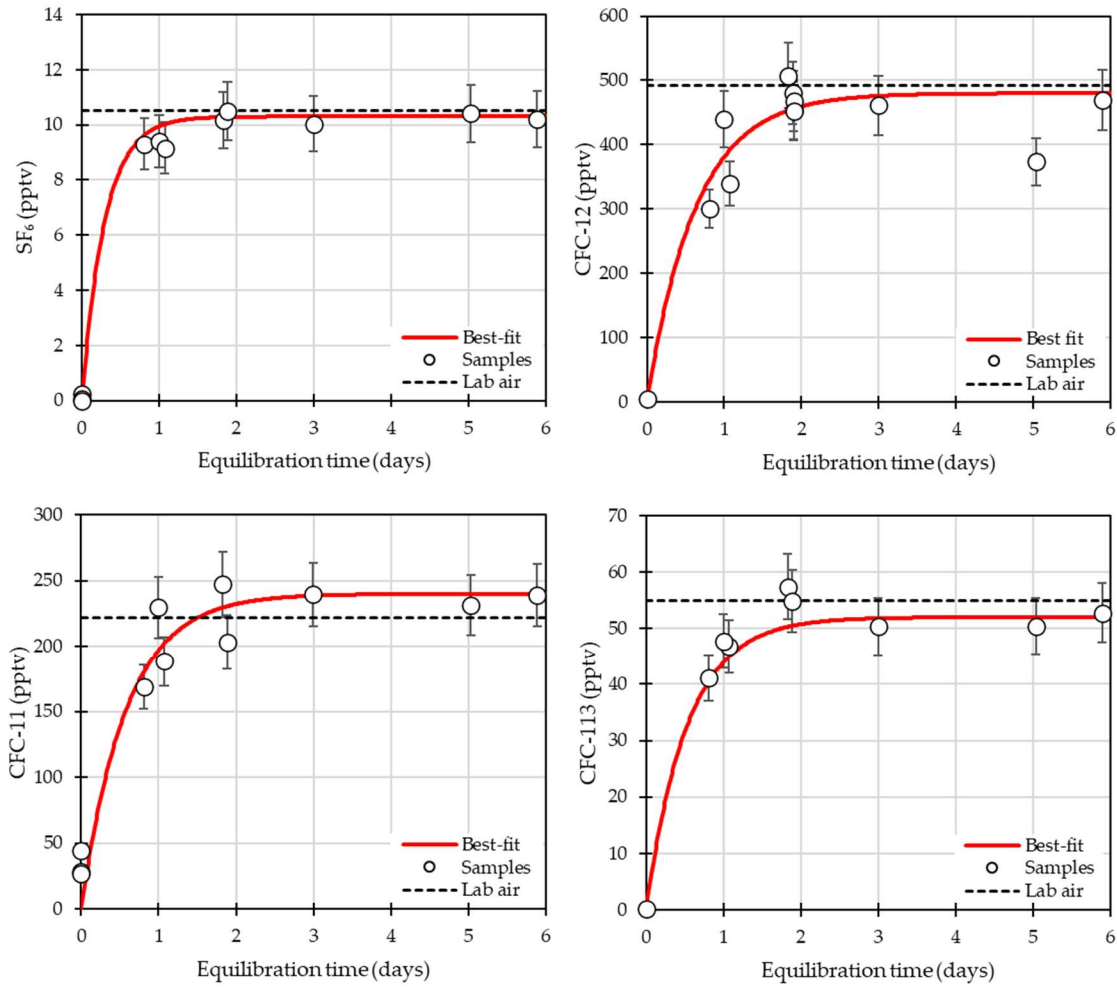 14
12
10
8
6
4
2
0
SF₆ (pptv)
Best-fit
Samples
Lab air
0 1 2 3 4 5 6
Equilibration time (days)
600
500
400
300
200
100
0
CFC-12 (pptv)
Best fit
Samples
Lab air
0 1 2 3 4 5 6
Equilibration time (days)
300
250
200
150
100
50
0
CFC-11 (pptv)
Best-fit
Samples
Lab air
0 1 2 3 4 5 6
Equilibration time (days)
70
60
50
40
30
20
10
0
CFC-113 (pptv)
Best-fit
Samples
Lab air
0 1 2 3 4 5 6
Equilibration time (days)